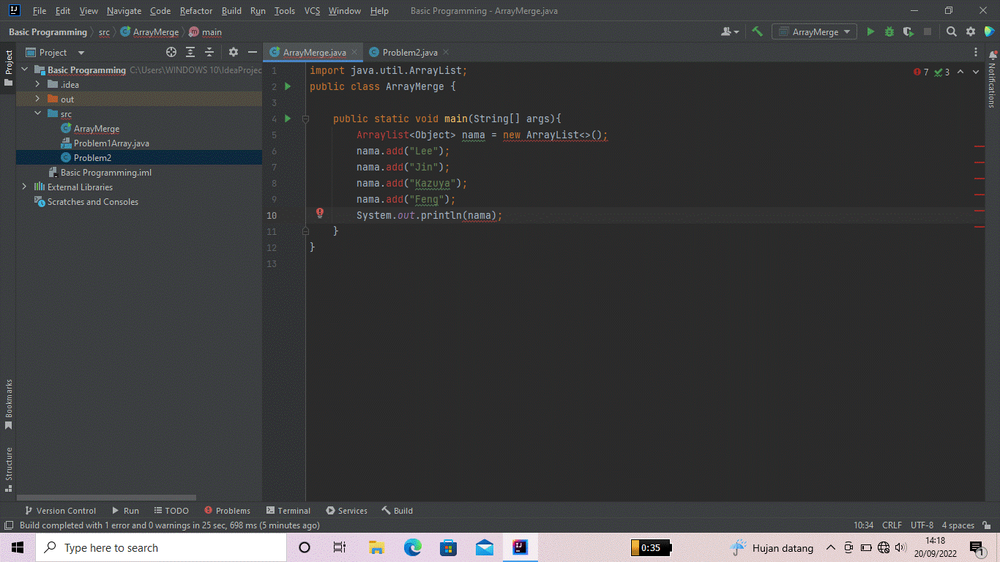 File Edit View Navigate Code Refactor Build Run Tools VCS Window Help Basic Programming - ArrayMerge.java
Basic Programming src ArrayMerge main ArrayMerge
Project
Project
ArrayMerge.java Problem2.java
Basic Programming C:\Users\WINDOWS 10\IdeaProjec
.idea
out
src
ArrayMerge
Problem1Array.java
Problem2
Basic Programming.iml
External Libraries
Scratches and Consoles
7 3
1 import java.util.ArrayList;
2 public class ArrayMerge {
3
4 public static void main(String[] args){
5 Arraylist<Object> nama = new ArrayList<>();
6 nama.add("Lee");
7 nama.add("Jin");
8 nama.add("Kazuya");
9 nama.add("Feng");
10 System.out.println(nama);
11 }
12 }
13
Notifications
Bookmarks
Structure
Version Control Run TODO Problems Terminal Services Build
Build completed with 1 error and 0 warnings in 25 sec, 698 ms (5 minutes ago) 10:34 CRLF UTF-8 4 spaces
Type here to search 0:35 Hujan datang 14:18
20/09/2022
1